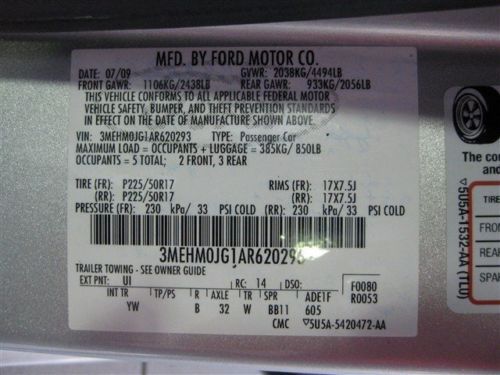 MFD. BY FORD MOTOR CO.
DATE: 07/09 GVWR: 2038KG/4494LB
FRONT GAWR: 1106KG/2438LB REAR GAWR: 933KG/2056LB
THIS VEHICLE CONFORMS TO ALL APPLICABLE FEDERAL MOTOR
VEHICLE SAFETY, BUMPER, AND THEFT PREVENTION STANDARDS
IN EFFECT ON THE DATE OF MANUFACTURE SHOWN ABOVE.
VIN: 3MEHM0JG1AR620293 TYPE: Passenger Car
MAXIMUM LOAD = OCCUPANTS + LUGGAGE = 385KG/ 850LB
OCCUPANTS = 5 TOTAL; 2 FRONT, 3 REAR
TIRE (FR): P225/50R17 RIMS (FR): 17X7.5J
(RR): P225/50R17 (RR): 17X7.5J
PRESSURE (FR): 230 kPa/ 33 PSI COLD (RR): 230 kPa/ 33 PSI COLD
3MEHM0JG1AR620296
TRAILER TOWING - SEE OWNER GUIDE
EXT PNT: UI RC: 14 DSO: F0080
R0053
INT TR TP/PS R AXLE TR SPR ADE1F
YW B 32 W BB11 605
CMC ▽5U5A-5420472-AA
The co
tires
▽5U5A-1532-AA (TLU)
TIRE
FRON
REAR
SPAR